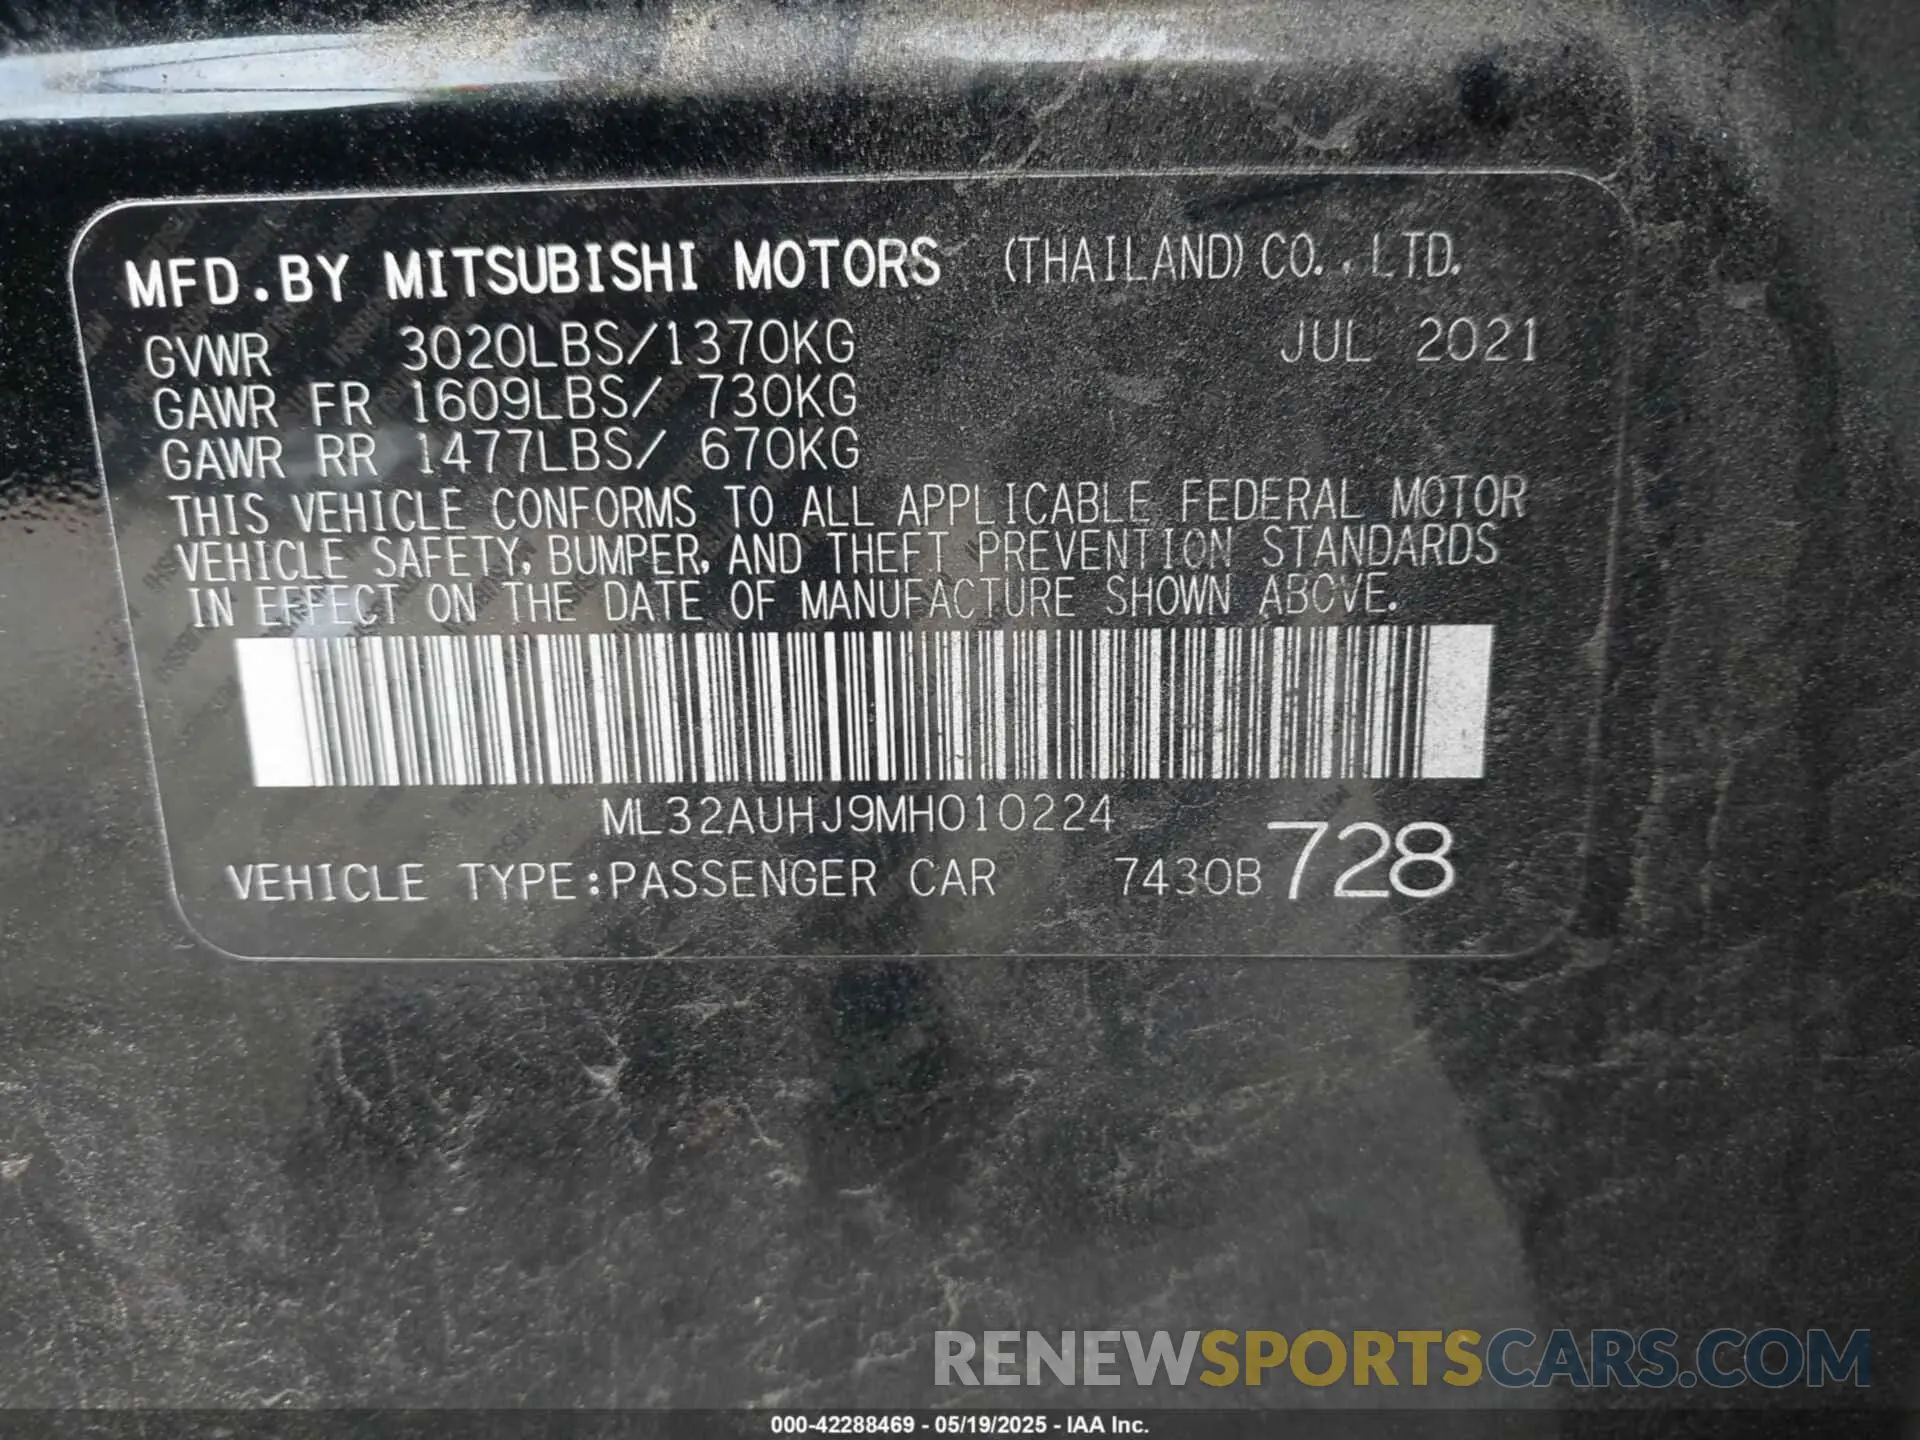 MFD.BY MITSUBISHI MOTORS (THAILAND) CO.,LTD.
GVWR 3020LBS/1370KG JUL 2021
GAWR FR 1609LBS/ 730KG
GAWR RR 1477LBS/ 670KG
THIS VEHICLE CONFORMS TO ALL APPLICABLE FEDERAL MOTOR
VEHICLE SAFETY, BUMPER, AND THEFT PREVENTION STANDARDS
IN EFFECT ON THE DATE OF MANUFACTURE SHOWN ABOVE.
ML32AUHJ9MH010224
VEHICLE TYPE:PASSENGER CAR 7430B728
RENEWSPORTSCARS.COM
000-42288469 - 05/19/2025 - IAA Inc.